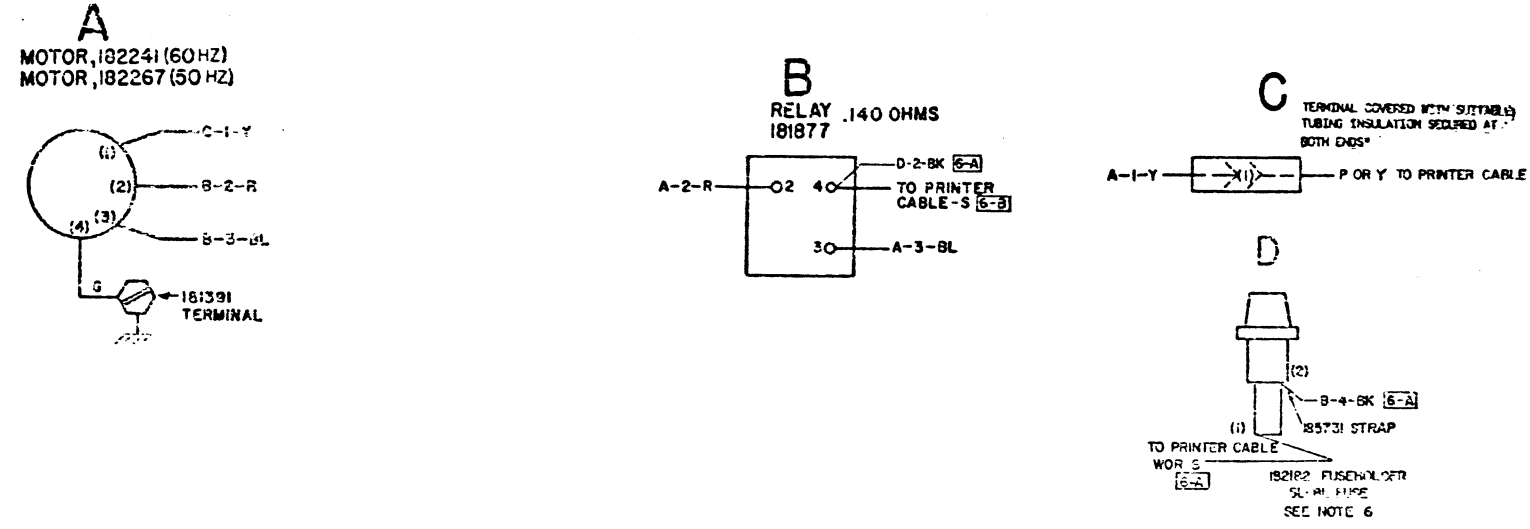 A
MOTOR, 182241 (60 HZ)
MOTOR, 182267 (50 HZ)
(1)
C-1-Y
(2)
B-2-R
(3)
B-3-BL
(4)
G
181391
TERMINAL
B
RELAY .140 OHMS
181877
A-2-R
2
4
D-2-BK 6-A
TO PRINTER
CABLE-S 6-B
3
A-3-BL
C
TERMINAL COVERED WITH SUITABLE
TUBING INSULATION SECURED AT
BOTH ENDS"
A-1-Y
(1)
P OR Y TO PRINTER CABLE
D
(2)
B-4-BK 6-A
185731 STRAP
(1)
TO PRINTER CABLE
W OR S
6-A
182182 FUSEHOLDER
FUSE
SEE NOTE 6